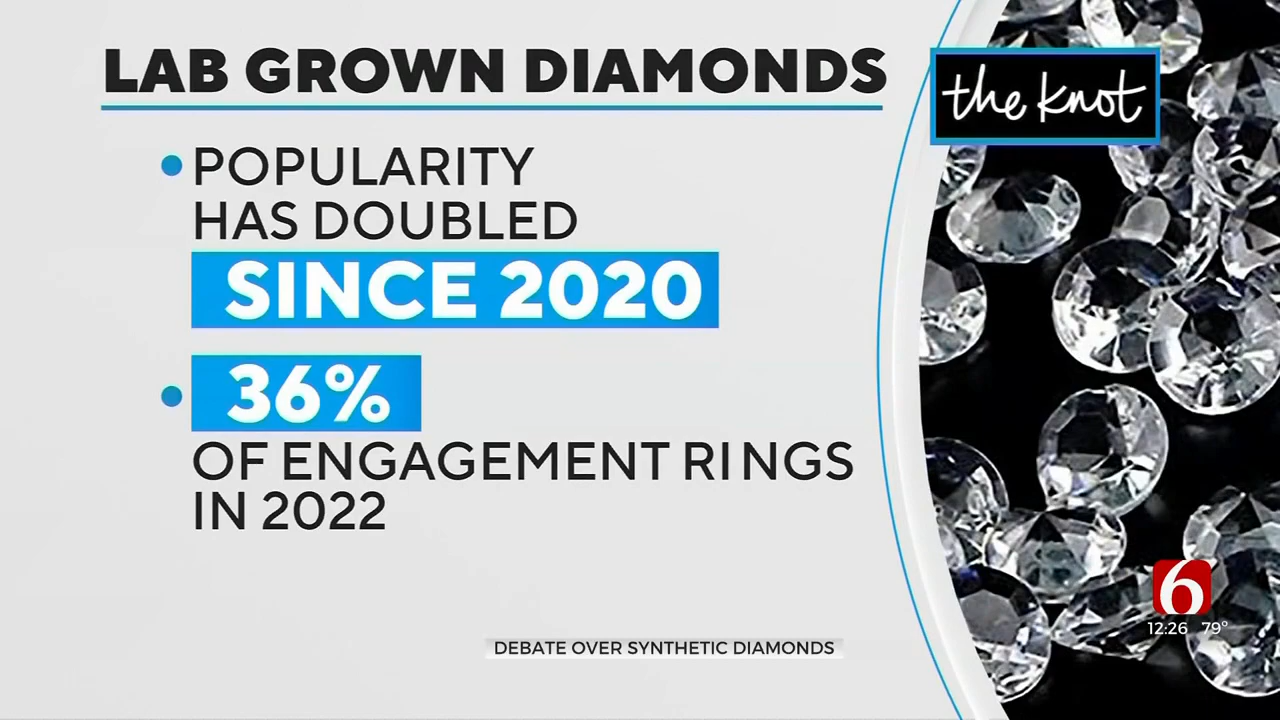 LAB GROWN DIAMONDS
the knot
• POPULARITY
HAS DOUBLED
SINCE 2020
• 36%
OF ENGAGEMENT RINGS
IN 2022
6
12:26 79°
DEBATE OVER SYNTHETIC DIAMONDS